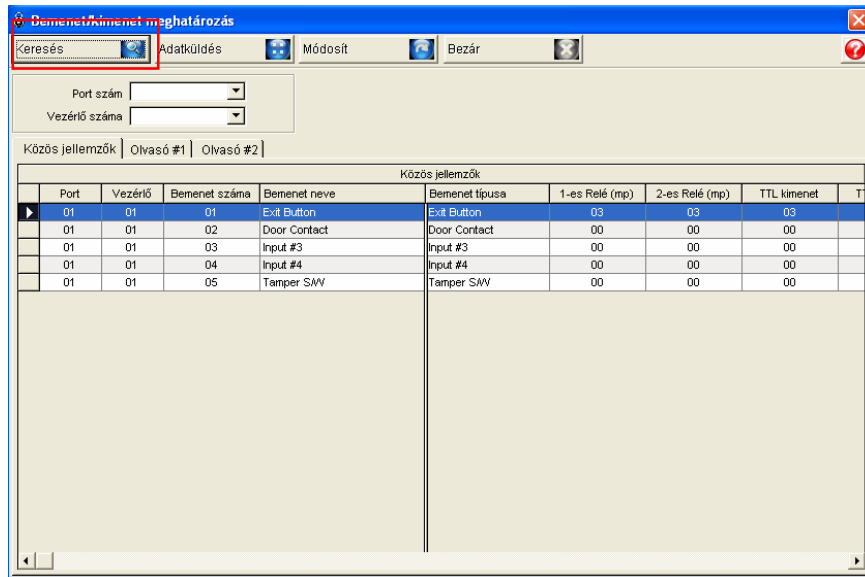 Bemenet/kimenet meghatározás
Keresés Adatküldés Módosít Bezár
Port szám
Vezérlő száma
Közös jellemzők Olvasó #1 Olvasó #2
Közös jellemzők
Port Vezérlő Bemenet száma Bemenet neve Bemenet típusa 1-es Relé (mp) 2-es Relé (mp) TTL kimenet
01 01 01 Exit Button Exit Button 03 03 03
01 01 02 Door Contact Door Contact 00 00 00
01 01 03 Input #3 Input #3 00 00 00
01 01 04 Input #4 Input #4 00 00 00
01 01 05 Tamper S/W Tamper S/W 00 00 00